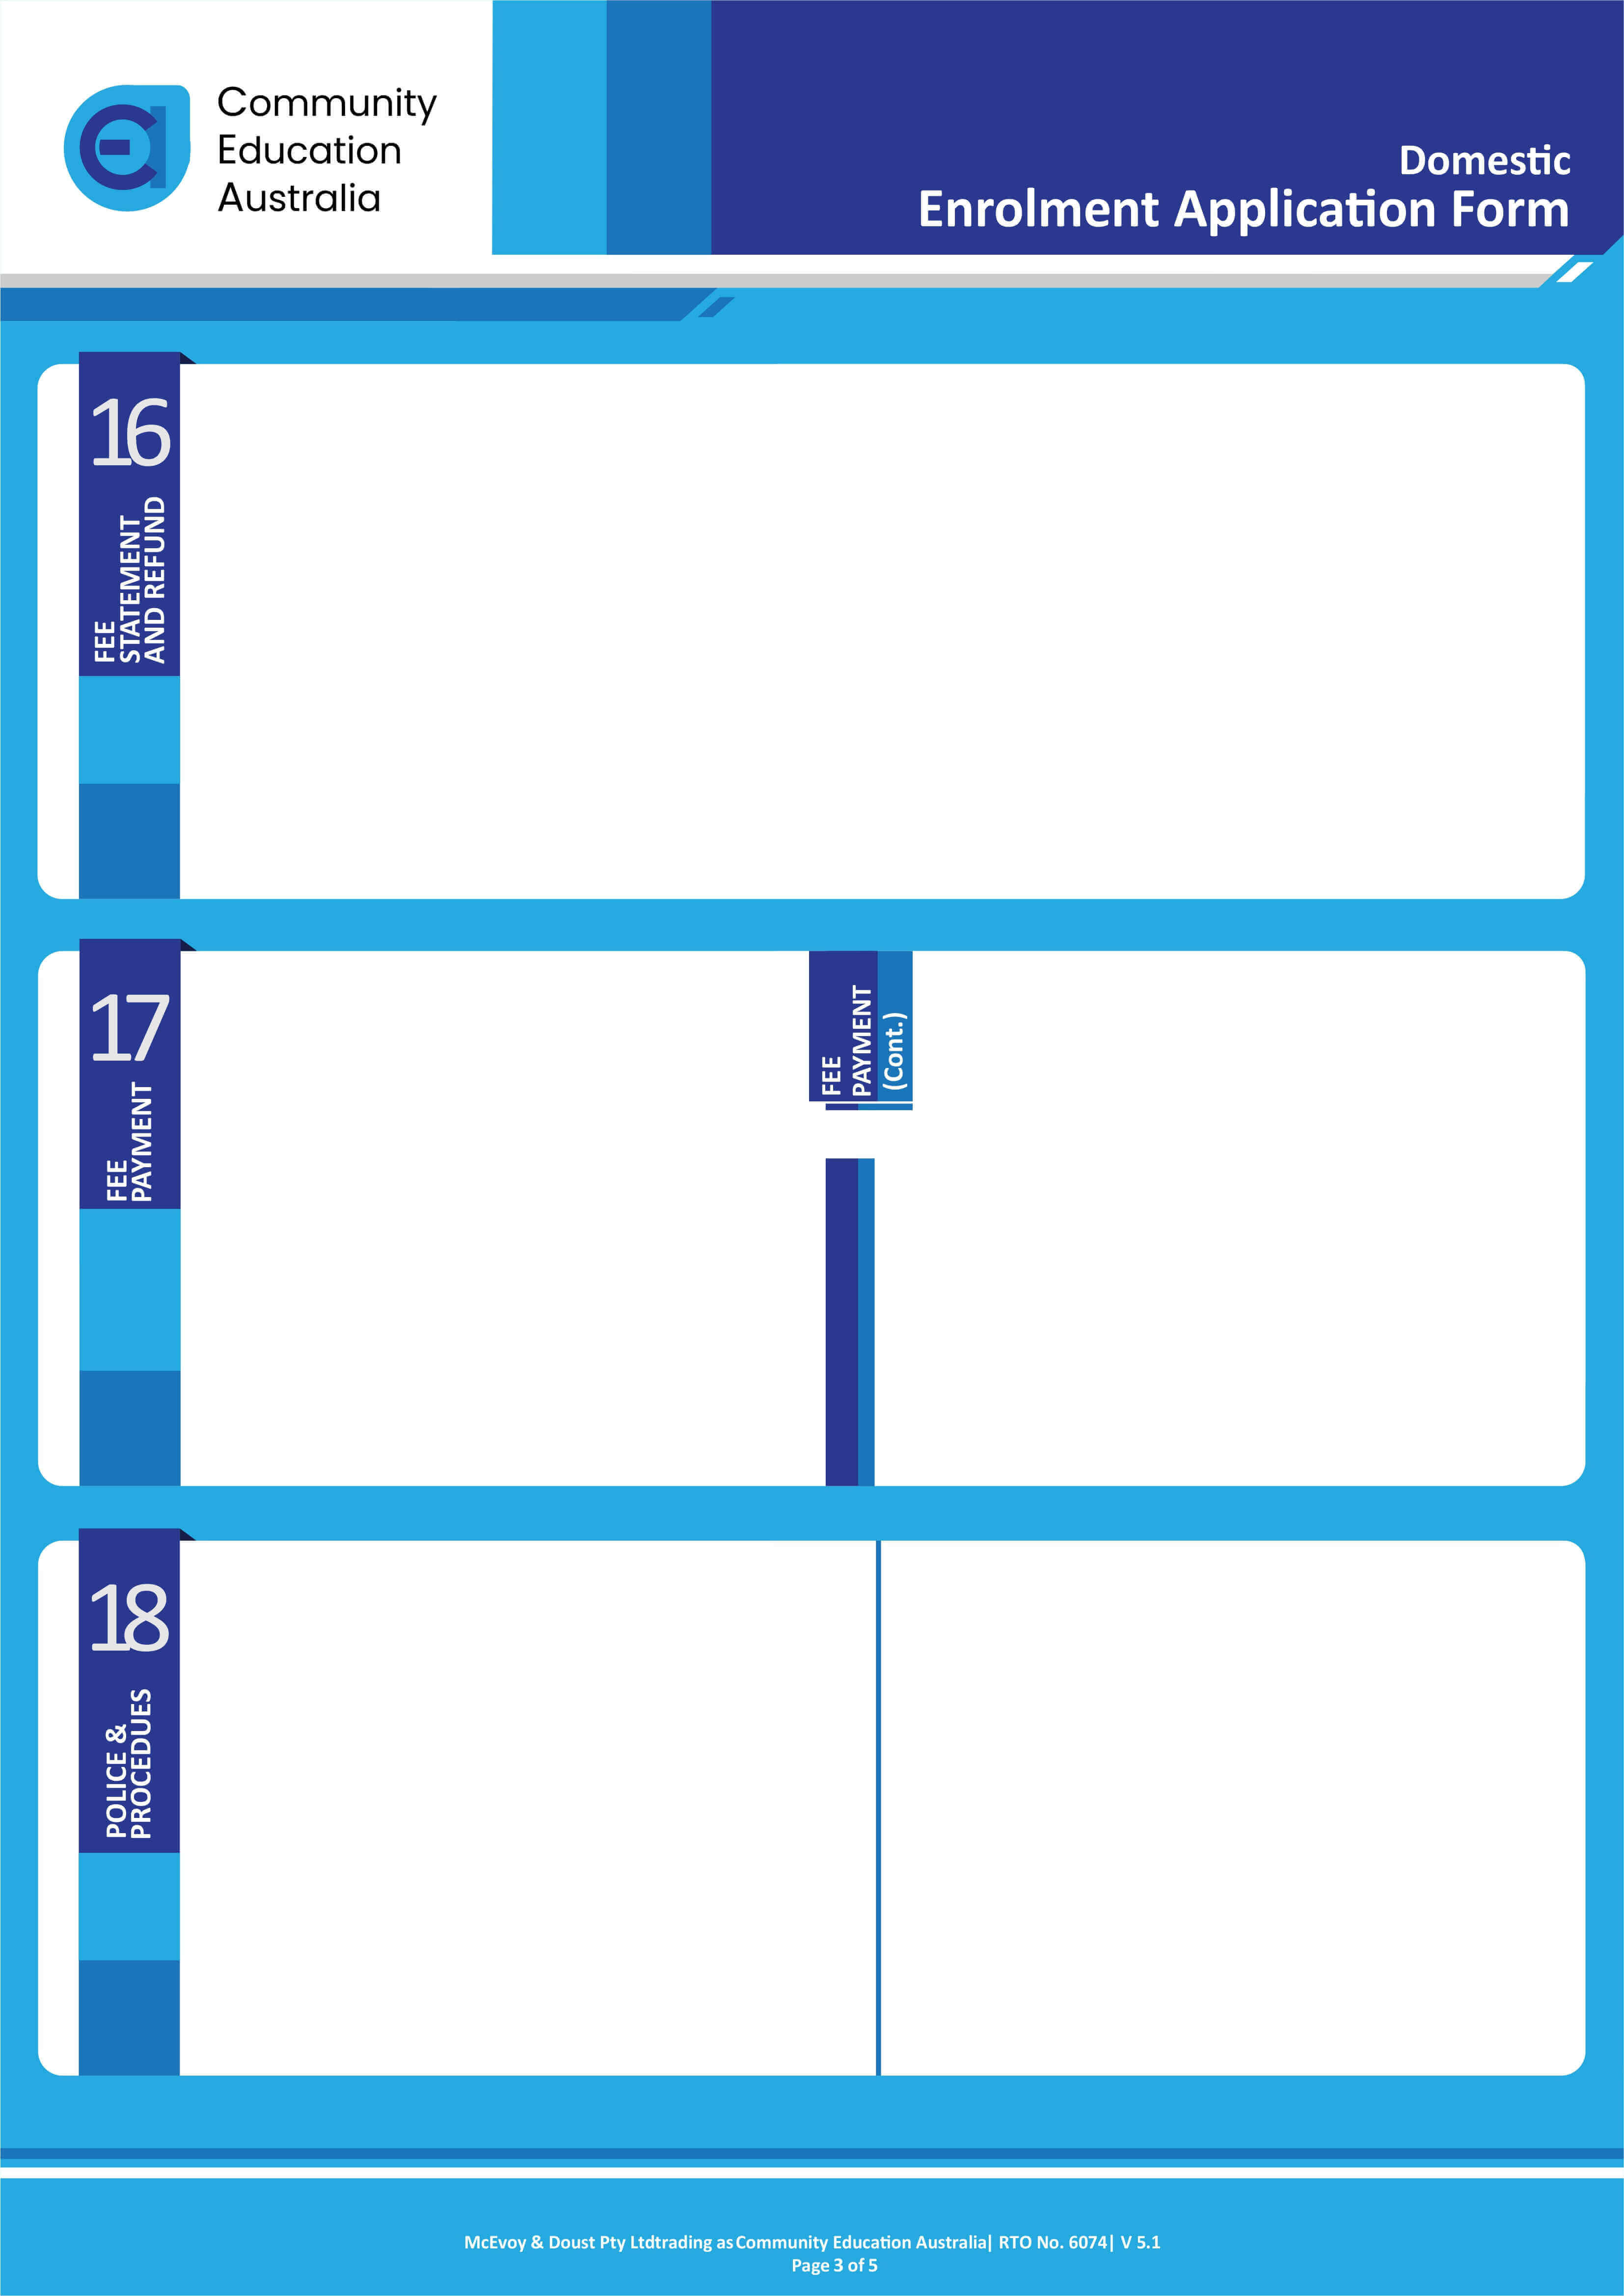 Community
Education
Australia
Domestic
Enrolment Application Form
16
FEE
STATEMENT
AND REFUND
17
FEE
PAYMENT
FEE
PAYMENT
(Cont.)
18
POLICE &
PROCEDUES
McEvoy & Doust Pty Ltdtrading as Community Education Australia| RTO No. 6074| V 5.1
Page 3 of 5